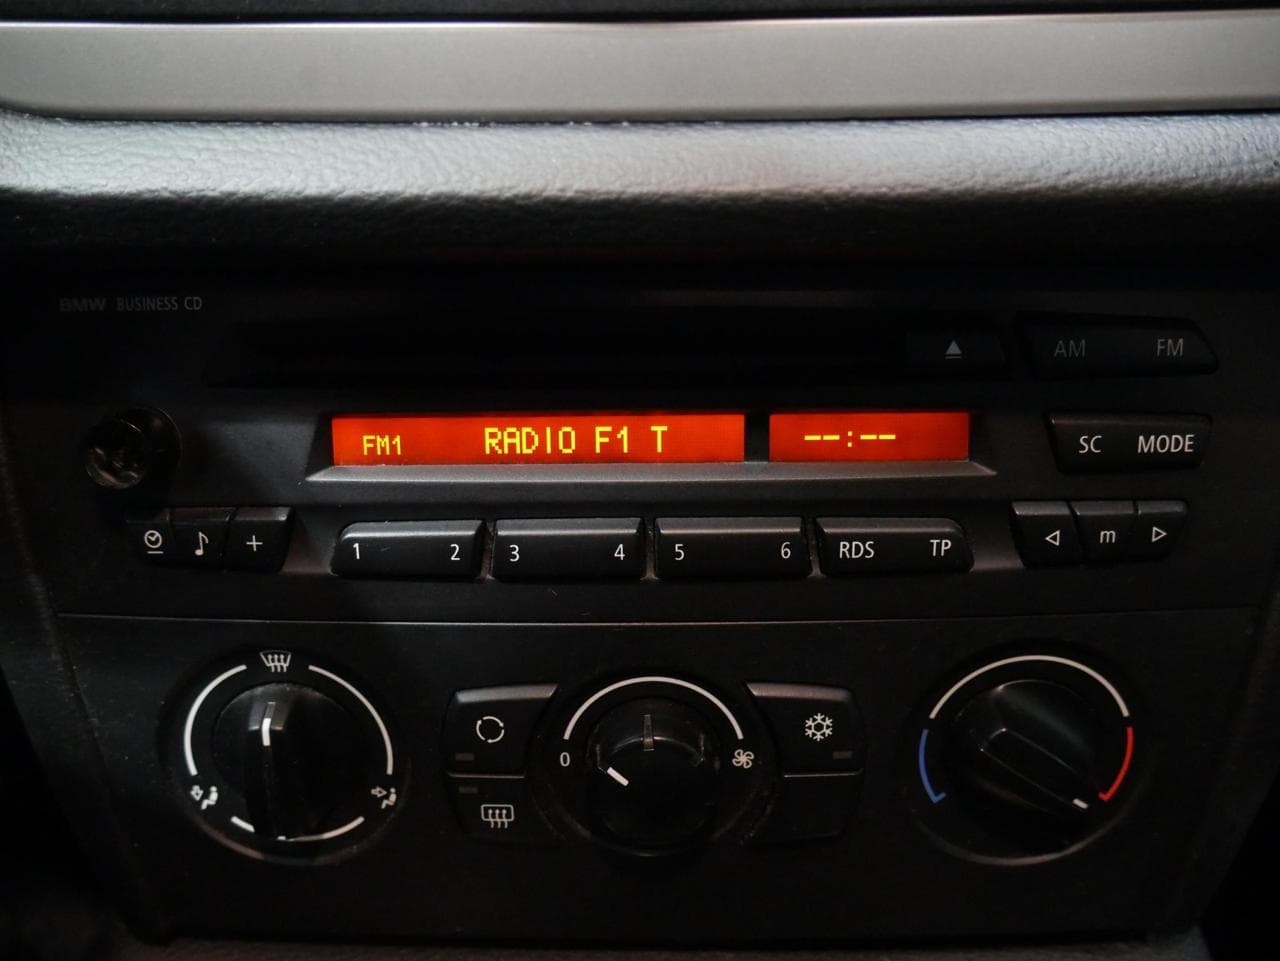 BMW BUSINESS CD
AM FM
FM1 RADIO F1 T --:--
SC MODE
+ 1 2 3 4 5 6 RDS TP m
0